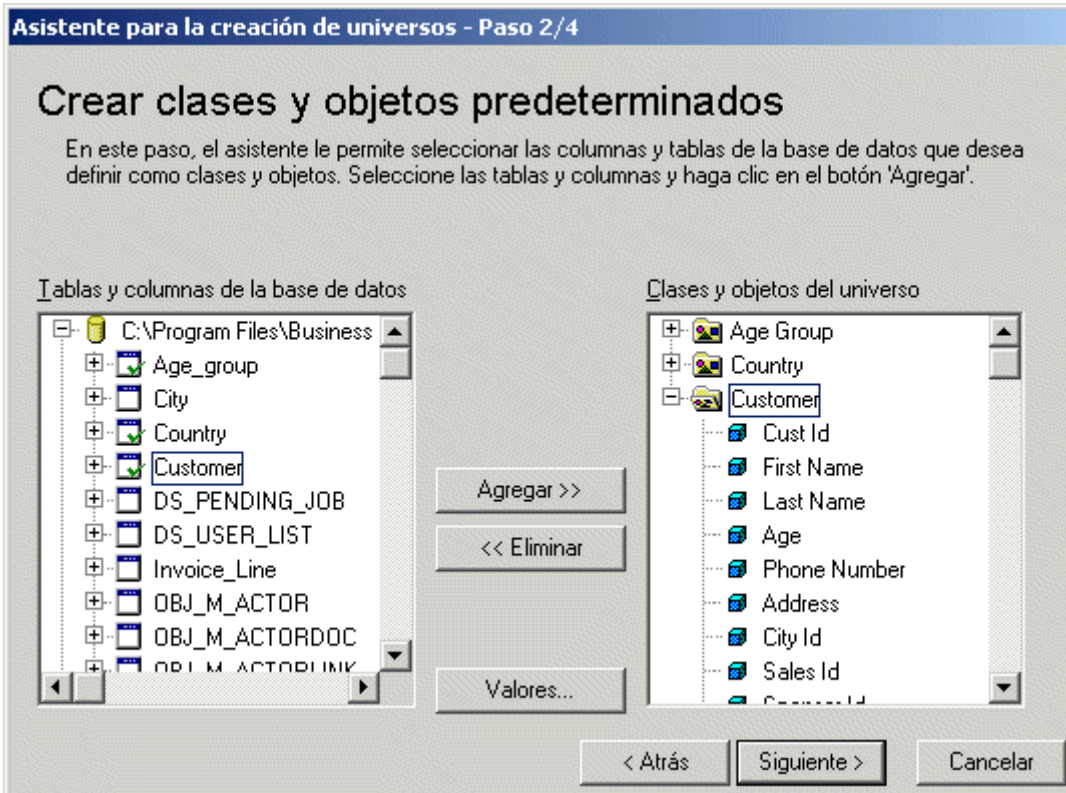 Asistente para la creación de universos - Paso 2/4
Crear clases y objetos predeterminados
En este paso, el asistente le permite seleccionar las columnas y tablas de la base de datos que desea
definir como clases y objetos. Seleccione las tablas y columnas y haga clic en el botón 'Agregar'.
Tablas y columnas de la base de datos
C:\Program Files\Business
Age_group
City
Country
Customer
DS_PENDING_JOB
DS_USER_LIST
Invoice_Line
OBJ_M_ACTOR
OBJ_M_ACTORDOC
OBJ_M_ACTORLINK
Agregar >>
<< Eliminar
Valores...
Clases y objetos del universo
Age Group
Country
Customer
Cust Id
First Name
Last Name
Age
Phone Number
Address
City Id
Sales Id
Sponsor Id
< Atrás
Siguiente >
Cancelar